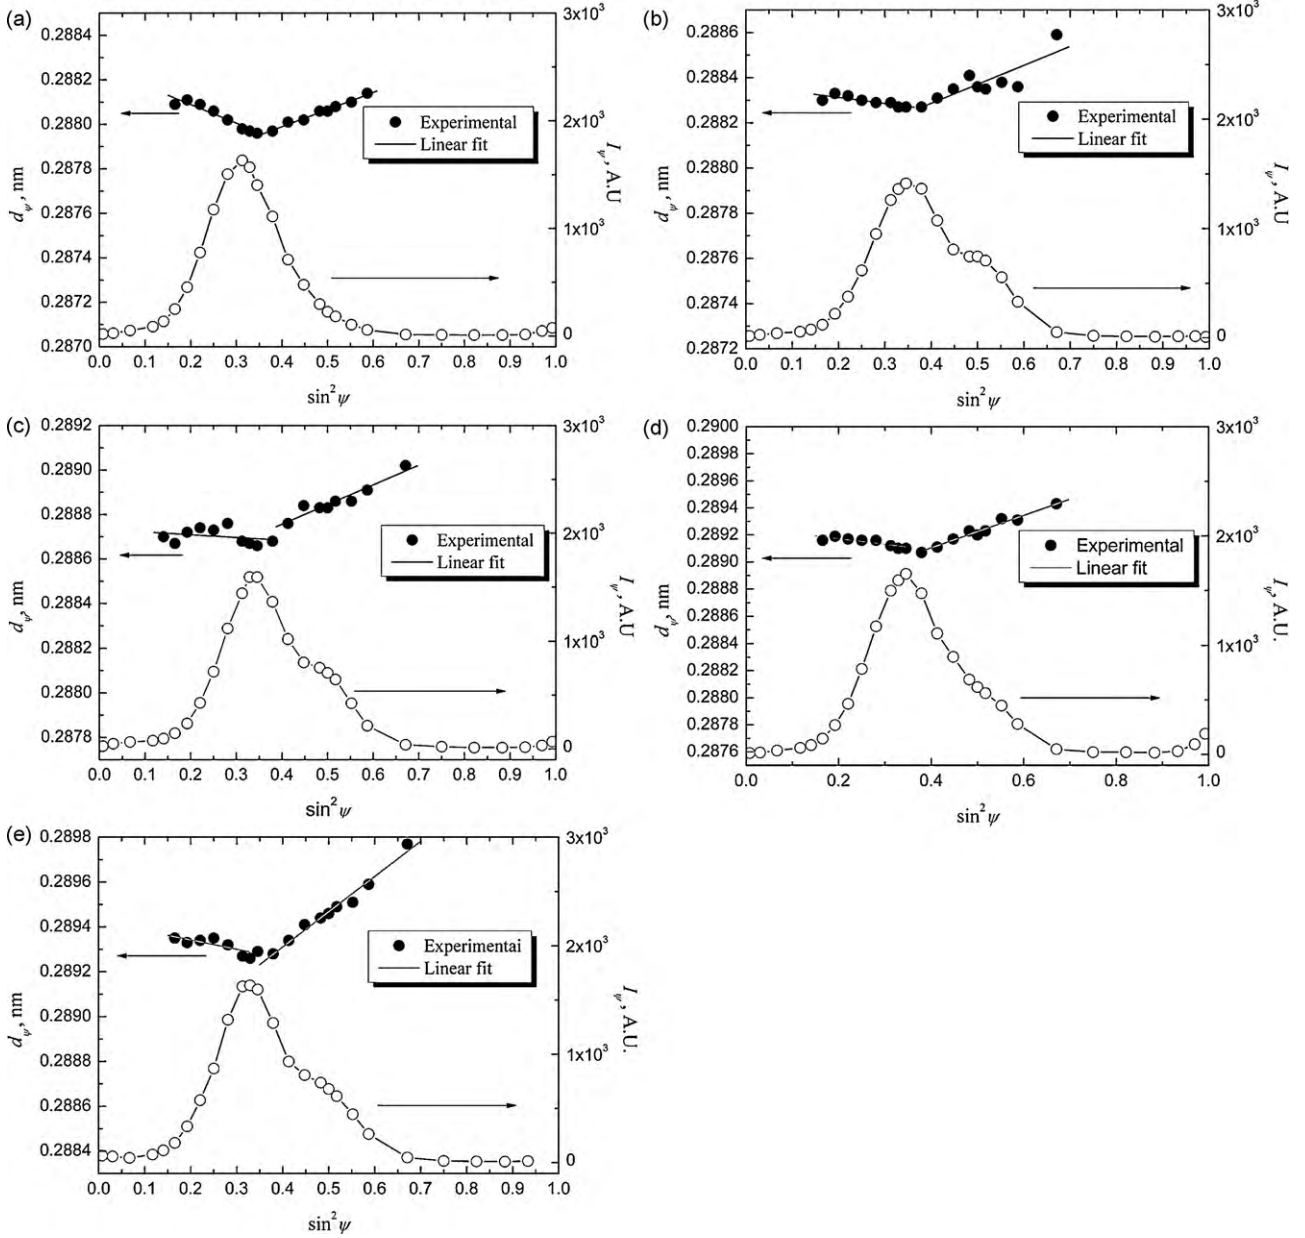 (a)
3x10³
0.2884
0.2882
0.2880
0.2878
0.2876
0.2874
0.2872
0.2870
2x10³
1x10³
0
Experimental
Linear fit
dψ, nm
Iψ, A.U
0.0 0.1 0.2 0.3 0.4 0.5 0.6 0.7 0.8 0.9 1.0
sin²ψ
(b)
3x10³
0.2886
0.2884
0.2882
0.2880
0.2878
0.2876
0.2874
0.2872
2x10³
1x10³
0
Experimental
Linear fit
dψ, nm
Iψ, A.U
0.0 0.1 0.2 0.3 0.4 0.5 0.6 0.7 0.8 0.9 1.0
sin²ψ
(c)
3x10³
0.2892
0.2890
0.2888
0.2886
0.2884
0.2882
0.2880
0.2878
2x10³
1x10³
0
Experimental
Linear fit
dψ, nm
Iψ, A.U
0.0 0.1 0.2 0.3 0.4 0.5 0.6 0.7 0.8 0.9 1.0
sin²ψ
(d)
3x10³
0.2900
0.2898
0.2896
0.2894
0.2892
0.2890
0.2888
0.2886
0.2884
0.2882
0.2880
0.2878
0.2876
2x10³
1x10³
0
Experimental
Linear fit
dψ, nm
Iψ, A.U.
0.0 0.2 0.4 0.6 0.8 1.0
sin²ψ
(e)
3x10³
0.2898
0.2896
0.2894
0.2892
0.2890
0.2888
0.2886
0.2884
2x10³
1x10³
0
Experimentai
Linear fit
dψ, nm
Iψ, A.U.
0.0 0.1 0.2 0.3 0.4 0.5 0.6 0.7 0.8 0.9 1.0
sin²ψ